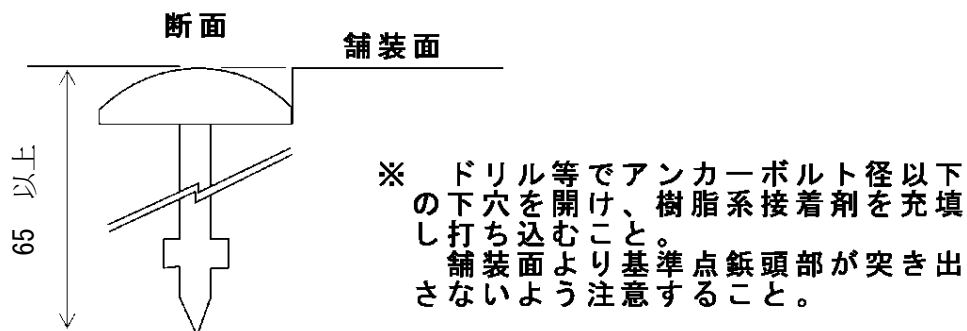 断面
舗装面
65 以上
※ ドリル等でアンカーボルト径以下
の下穴を開け、樹脂系接着剤を充填
し打ち込むこと。
舗装面より基準点鋲頭部が突き出
さないよう注意すること。